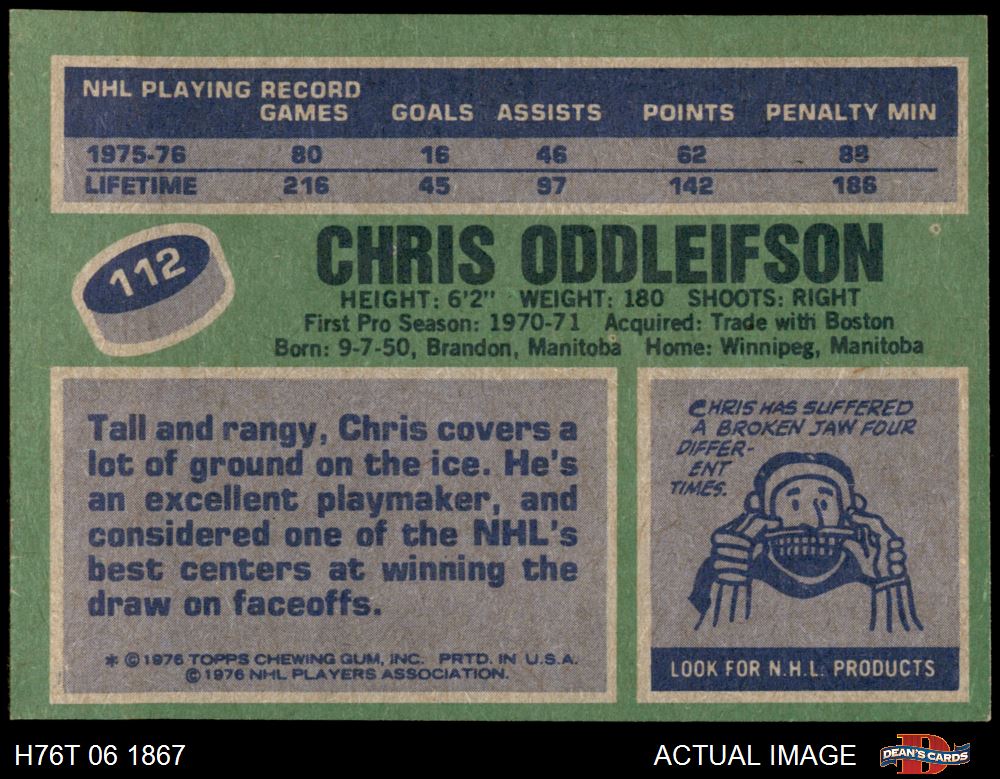 NHL PLAYING RECORD
GAMES GOALS ASSISTS POINTS PENALTY MIN
1975-76 80 16 46 62 88
LIFETIME 216 45 97 142 186
112
CHRIS ODDLEIFSON
HEIGHT: 6'2" WEIGHT: 180 SHOOTS: RIGHT
First Pro Season: 1970-71 Acquired: Trade with Boston
Born: 9-7-50, Brandon, Manitoba Home: Winnipeg, Manitoba
Tall and rangy, Chris covers a
lot of ground on the ice. He's
an excellent playmaker, and
considered one of the NHL's
best centers at winning the
draw on faceoffs.
* © 1976 TOPPS CHEWING GUM, INC. PRTD. IN U.S.A.
© 1976 NHL PLAYERS ASSOCIATION.
CHRIS HAS SUFFERED
A BROKEN JAW FOUR
DIFFER-
ENT
TIMES.
LOOK FOR N.H.L. PRODUCTS
H76T 06 1867
ACTUAL IMAGE
D
DEAN'S CARDS